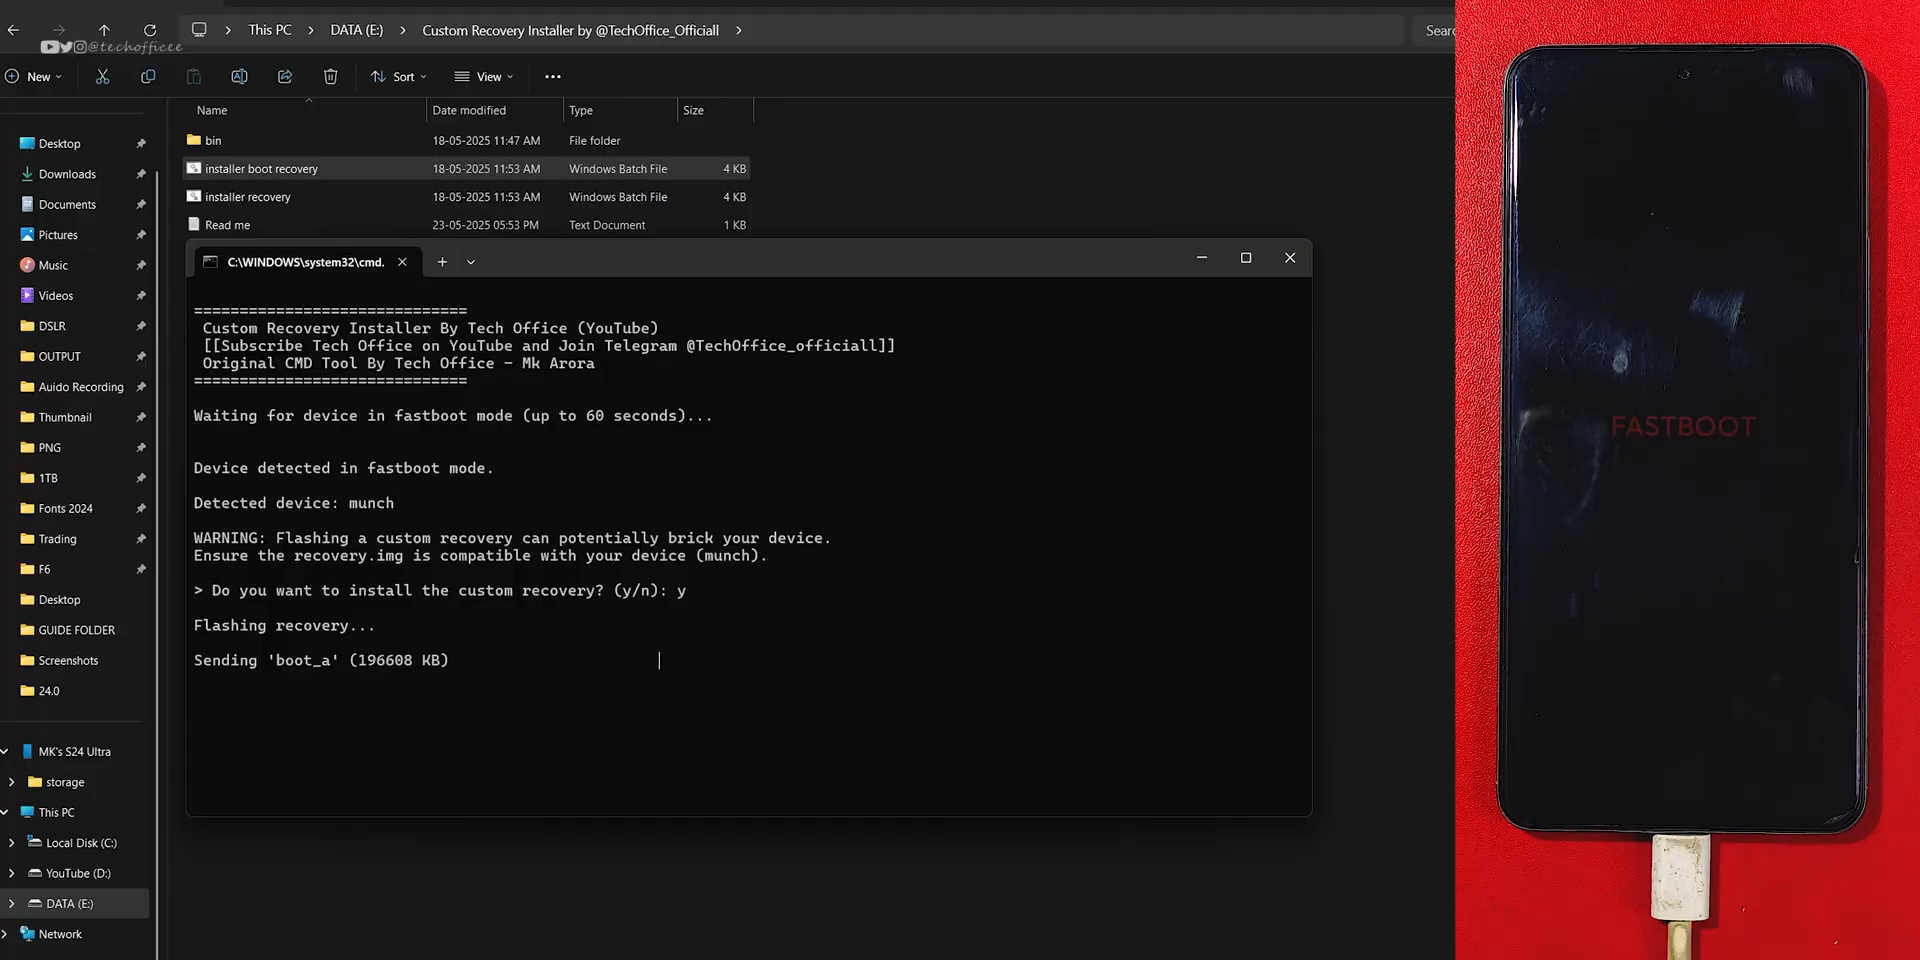 This PC > DATA (E:) > Custom Recovery Installer by @TechOffice_Officiall >
@techofficee
New
Sort
View
Name Date modified Type Size
bin 18-05-2025 11:47 AM File folder
installer boot recovery 18-05-2025 11:53 AM Windows Batch File 4 KB
installer recovery 18-05-2025 11:53 AM Windows Batch File 4 KB
Read me 23-05-2025 05:53 PM Text Document 1 KB
Desktop
Downloads
Documents
Pictures
Music
Videos
DSLR
OUTPUT
Auido Recording
Thumbnail
PNG
1TB
Fonts 2024
Trading
F6
Desktop
GUIDE FOLDER
Screenshots
24.0
MK's S24 Ultra
storage
This PC
Local Disk (C:)
YouTube (D:)
DATA (E:)
Network
C:\WINDOWS\system32\cmd.
==============================
Custom Recovery Installer By Tech Office (YouTube)
[[Subscribe Tech Office on YouTube and Join Telegram @TechOffice_officiall]]
Original CMD Tool By Tech Office - Mk Arora
==============================
Waiting for device in fastboot mode (up to 60 seconds)...
Device detected in fastboot mode.
Detected device: munch
WARNING: Flashing a custom recovery can potentially brick your device.
Ensure the recovery.img is compatible with your device (munch).
> Do you want to install the custom recovery? (y/n): y
Flashing recovery...
Sending 'boot_a' (196608 KB)
FASTBOOT